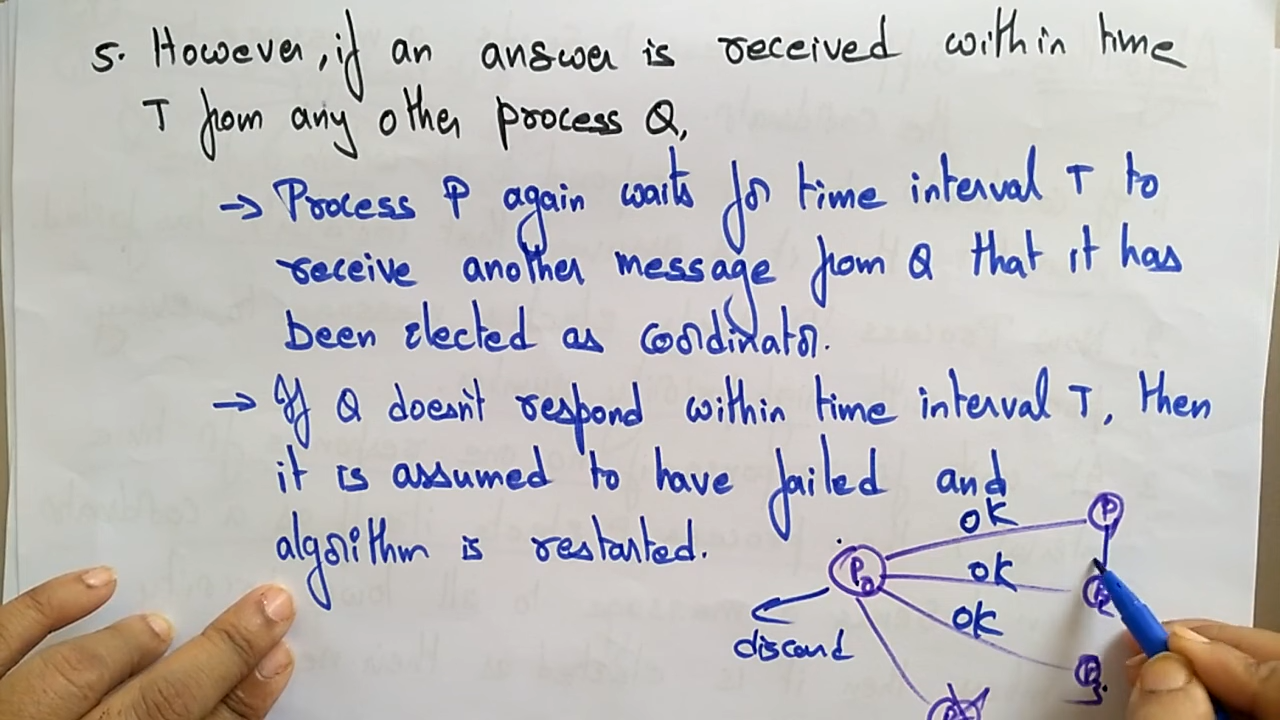 5. However, if an answer is received within time
T from any other process Q,
→ Process P again waits for time interval T to
receive another message from Q that it has
been elected as coordinator.
→ If Q doesn't respond within time interval T, then
it is assumed to have failed and
algorithm is restarted.
OK P
P0 OK
OK
discard